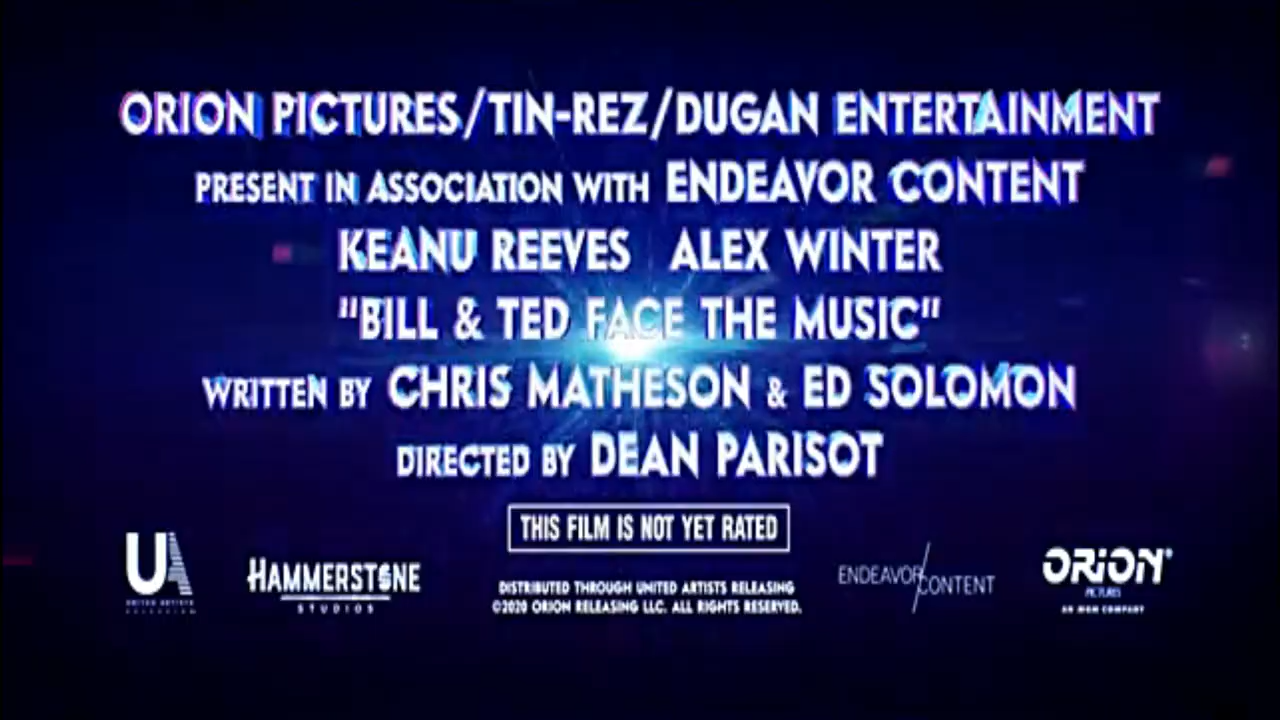 ORION PICTURES/TIN-REZ/DUGAN ENTERTAINMENT
PRESENT IN ASSOCIATION WITH ENDEAVOR CONTENT
KEANU REEVES ALEX WINTER
"BILL & TED FACE THE MUSIC"
WRITTEN BY CHRIS MATHESON & ED SOLOMON
DIRECTED BY DEAN PARISOT
THIS FILM IS NOT YET RATED
UA
UNITED ARTISTS
RELEASING
HAMMERSTONE
STUDIOS
DISTRIBUTED THROUGH UNITED ARTISTS RELEASING
©2020 ORION RELEASING LLC. ALL RIGHTS RESERVED.
ENDEAVOR/CONTENT
ORION®
PICTURES
AN MGM COMPANY